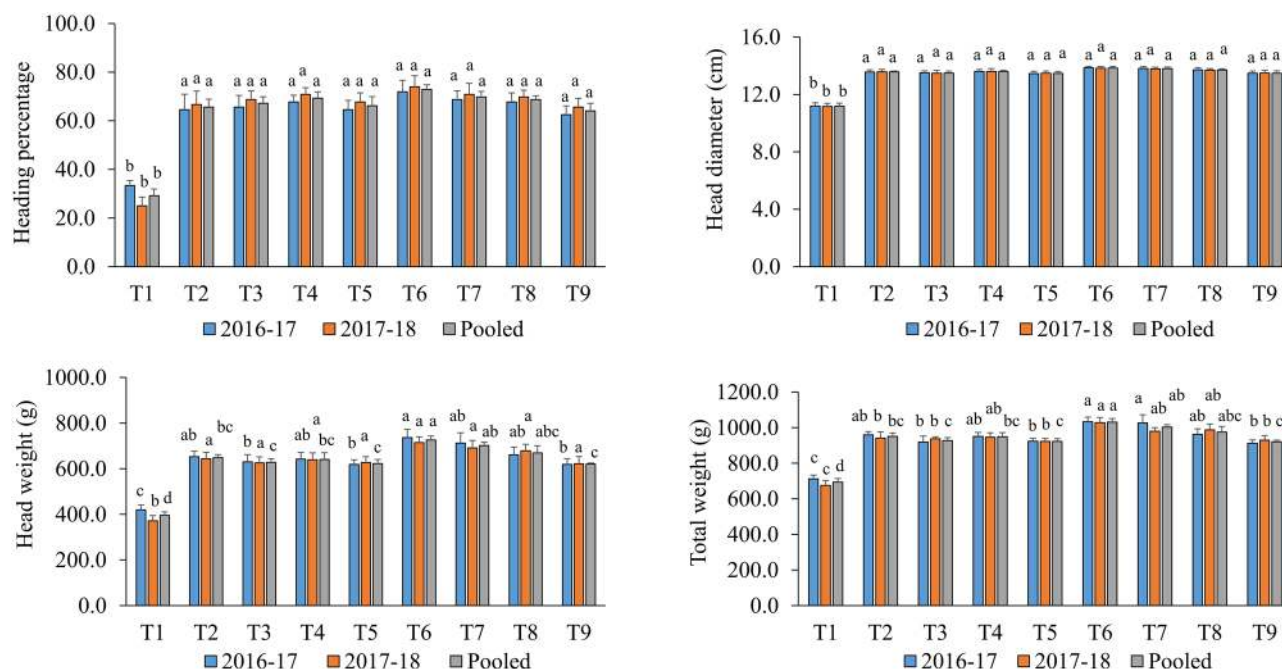 Heading percentage
100.0
80.0
60.0
40.0
20.0
0.0
b b b
a a a
a a a
a a a
a a a
a a a
a a a
a a a
a a a
T1 T2 T3 T4 T5 T6 T7 T8 T9
2016-17 2017-18 Pooled
Head diameter (cm)
16.0
12.0
8.0
4.0
0.0
b b b
a a a
a a a
a a a
a a a
a a a
a a a
a a a
a a a
T1 T2 T3 T4 T5 T6 T7 T8 T9
2016-17 2017-18 Pooled
Head weight (g)
1000.0
800.0
600.0
400.0
200.0
0.0
c b d
ab a bc
b a c
ab a bc
b a c
a a a
ab a ab
ab a abc
b a c
T1 T2 T3 T4 T5 T6 T7 T8 T9
2016-17 2017-18 Pooled
Total weight (g)
1200.0
1000.0
800.0
600.0
400.0
200.0
0.0
c c d
ab b bc
b b c
ab ab bc
b b c
a a a
a ab ab
ab ab abc
b b c
T1 T2 T3 T4 T5 T6 T7 T8 T9
2016-17 2017-18 Pooled